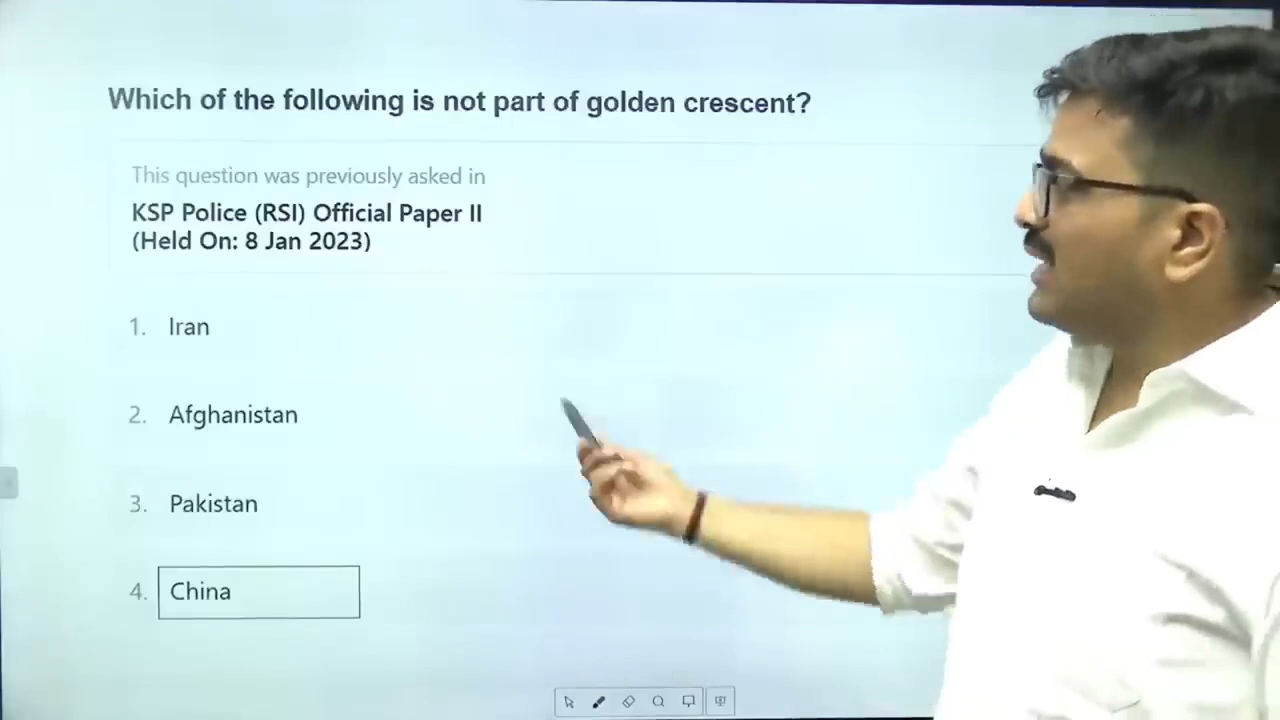 Which of the following is not part of golden crescent?
This question was previously asked in
KSP Police (RSI) Official Paper II
(Held On: 8 Jan 2023)
1. Iran
2. Afghanistan
3. Pakistan
4. China